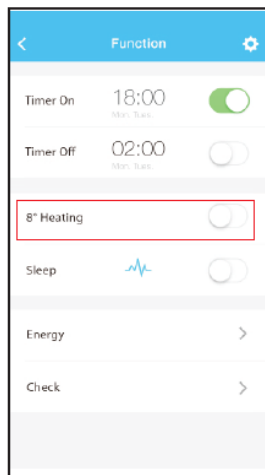 Function
Timer On 18:00
Mon. Tues.
Timer Off 02:00
Mon. Tues.
8° Heating
Sleep
Energy
Check